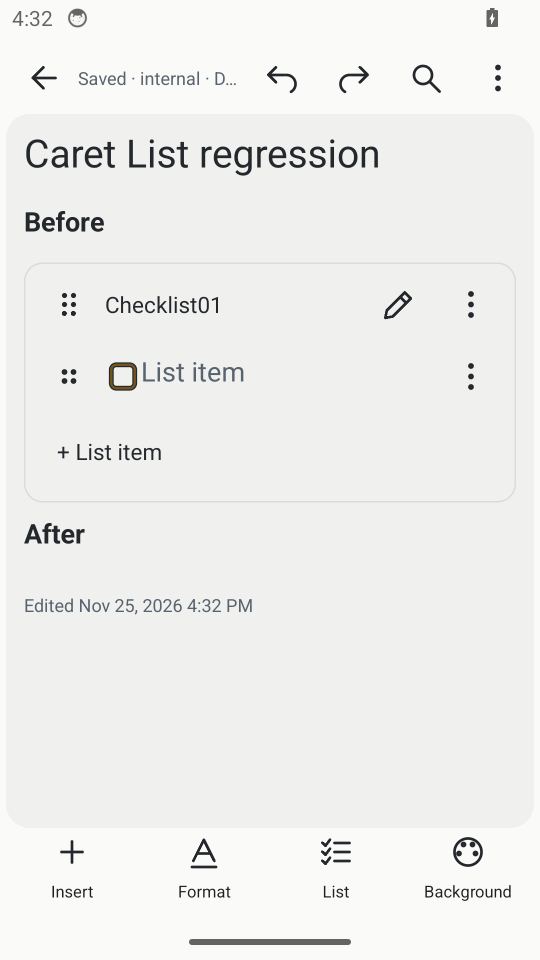 4:32
Saved · internal · D...
Caret List regression
Before
Checklist01
List item
+ List item
After
Edited Nov 25, 2026 4:32 PM
Insert
Format
List
Background